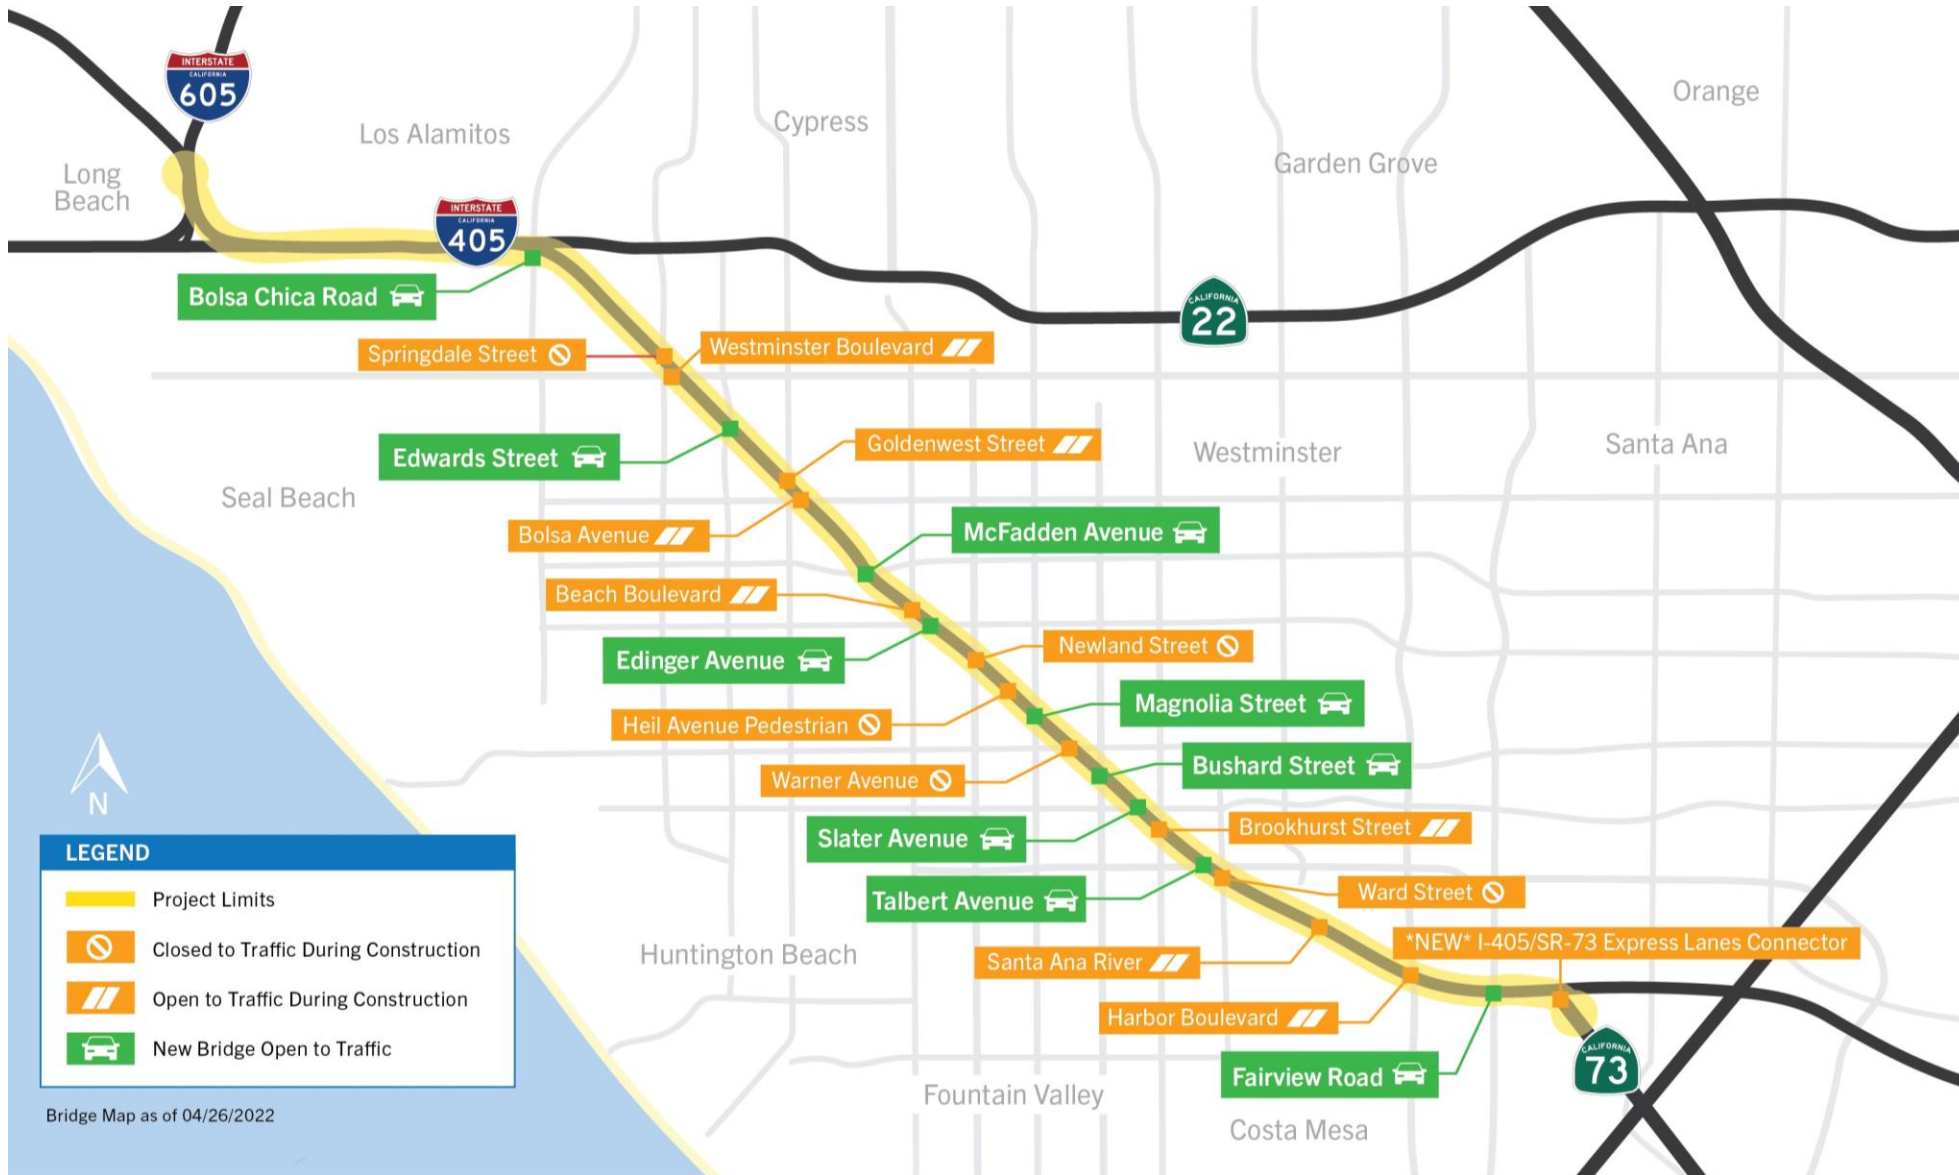 INTERSTATE
CALIFORNIA
605
Los Alamitos
Cypress
Orange
Garden Grove
Long
Beach
INTERSTATE
CALIFORNIA
405
Bolsa Chica Road
CALIFORNIA
22
Springdale Street
Westminster Boulevard
Edwards Street
Goldenwest Street
Westminster
Santa Ana
Seal Beach
Bolsa Avenue
McFadden Avenue
Beach Boulevard
Edinger Avenue
Newland Street
Magnolia Street
Heil Avenue Pedestrian
Bushard Street
Warner Avenue
Slater Avenue
Brookhurst Street
Talbert Avenue
Ward Street
Huntington Beach
Santa Ana River
*NEW* I-405/SR-73 Express Lanes Connector
Harbor Boulevard
Fairview Road
CALIFORNIA
73
Fountain Valley
Costa Mesa
N
LEGEND
Project Limits
Closed to Traffic During Construction
Open to Traffic During Construction
New Bridge Open to Traffic
Bridge Map as of 04/26/2022